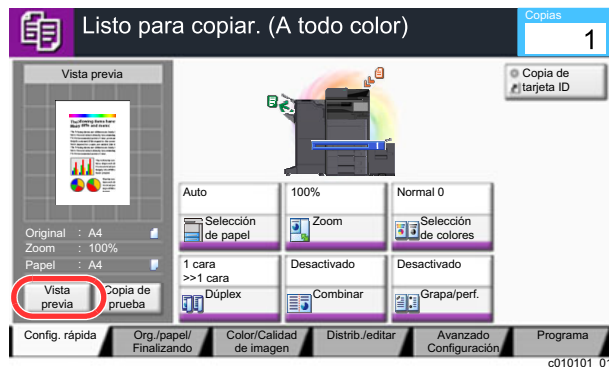 Listo para copiar. (A todo color)
Copias
1
Vista previa
Copia de
tarjeta ID
Original : A4
Zoom : 100%
Papel : A4
Vista
previa
Copia de
prueba
Auto
Selección
de papel
100%
Zoom
Normal 0
Selección
de colores
1 cara
>>1 cara
Dúplex
Desactivado
Combinar
Desactivado
Grapa/perf.
Config. rápida
Org./papel/
Finalizando
Color/Calidad
de imagen
Distrib./editar
Avanzado
Configuración
Programa
c010101_01